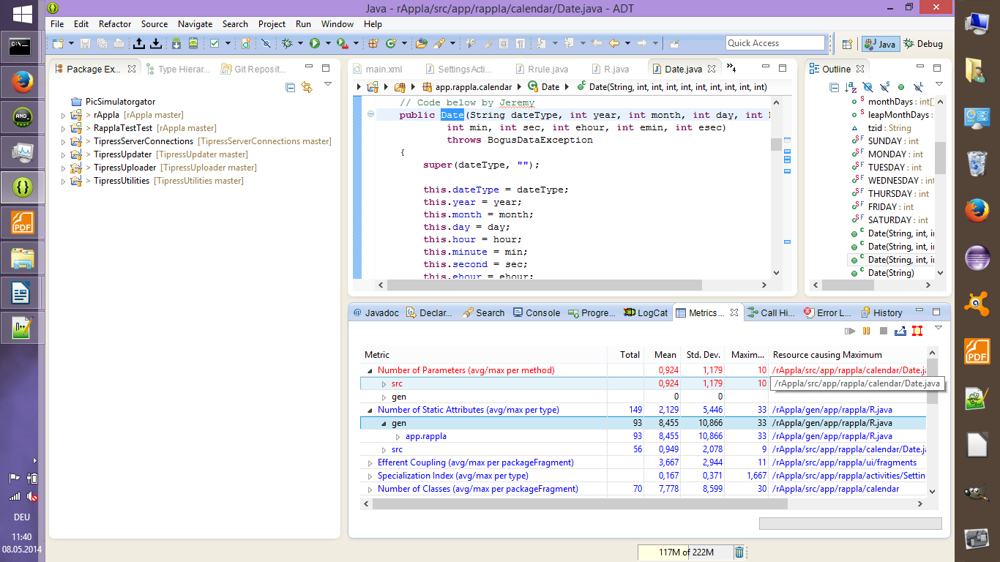 Java - rAppla/src/app/rappla/calendar/Date.java - ADT
File Edit Refactor Source Navigate Search Project Run Window Help
Quick Access
Java
Debug
Package Ex...
Type Hierar...
Git Reposit...
PicSimulatorgator
> rAppla [rAppla master]
> RapplaTestTest [rAppla master]
> TipressServerConnections [TipressServerConnections master]
> TipressUpdater [TipressUpdater master]
> TipressUploader [TipressUploader master]
> TipressUtilities [TipressUtilities master]
main.xml
SettingsActi...
Rrule.java
R.java
Date.java
»4
app.rappla.calendar
Date
Date(String, int, int, int, int, int, int, int, int, int)
// Code below by Jeremy
public Date(String dateType, int year, int month, int day, int
int min, int sec, int ehour, int emin, int esec)
throws BogusDataException
{
super(dateType, "");
this.dateType = dateType;
this.year = year;
this.month = month;
this.day = day;
this.hour = hour;
this.minute = min;
this.second = sec;
this.ehour = ehour;
Outline
monthDays : int[]
leapMonthDays :
tzid : String
SUNDAY : int
MONDAY : int
TUESDAY : int
WEDNESDAY : int
THURSDAY : int
FRIDAY : int
SATURDAY : int
Date(String, int, i
Date(String, int, i
Date(String, int, i
Date(String)
@ Javadoc
Declar...
Search
Console
Progre...
LogCat
Metrics...
Call Hi...
Error L...
History
Metric Total Mean Std. Dev. Maxim... Resource causing Maximum
Number of Parameters (avg/max per method) 0,924 1,179 10 /rAppla/src/app/rappla/calendar/Date.ja
src 0,924 1,179 10 /rAppla/src/app/rappla/calendar/Date.java
gen 0 0
Number of Static Attributes (avg/max per type) 149 2,129 5,446 33 /rAppla/gen/app/rappla/R.java
gen 93 8,455 10,866 33 /rAppla/gen/app/rappla/R.java
app.rappla 93 8,455 10,866 33 /rAppla/gen/app/rappla/R.java
src 56 0,949 2,078 9 /rAppla/src/app/rappla/calendar/Date.ja
Efferent Coupling (avg/max per packageFragment) 3,667 2,944 11 /rAppla/src/app/rappla/ui/fragments
Specialization Index (avg/max per type) 0,167 0,371 1,667 /rAppla/src/app/rappla/activities/Settin
Number of Classes (avg/max per packageFragment) 70 7,778 8,599 30 /rAppla/src/app/rappla/calendar
117M of 222M
C:\_
AND_
PDF
DEU
11:40
08.05.2014
PDF